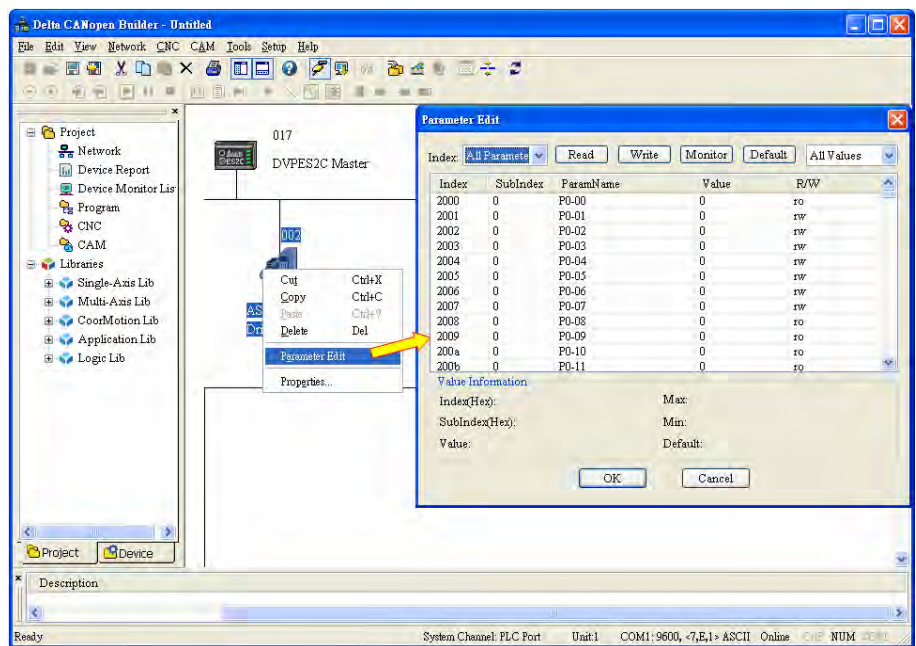 Delta CANopen Builder - Untitled
File Edit View Network CNC CAM Tools Setup Help
Project
Network
Device Report
Device Monitor Lis
Program
CNC
CAM
Libraries
Single-Axis Lib
Multi-Axis Lib
CoorMotion Lib
Application Lib
Logic Lib
Project Device
017
DVPES2C Master
002
AS
Dri
Cut Ctrl+X
Copy Ctrl+C
Paste Ctrl+V
Delete Del
Parameter Edit
Properties...
Parameter Edit
Index: All Paramete Read Write Monitor Default All Values
Index SubIndex ParamName Value R/W
2000 0 P0-00 0 ro
2001 0 P0-01 0 rw
2002 0 P0-02 0 rw
2003 0 P0-03 0 rw
2004 0 P0-04 0 rw
2005 0 P0-05 0 rw
2006 0 P0-06 0 rw
2007 0 P0-07 0 rw
2008 0 P0-08 0 ro
2009 0 P0-09 0 ro
200a 0 P0-10 0 ro
200b 0 P0-11 0 ro
Value Information
Index(Hex): Max:
SubIndex(Hex): Min:
Value: Default:
OK Cancel
Description
Ready System Channel: PLC Port Unit:1 COM1: 9600, <7,E,1> ASCII Online NUM